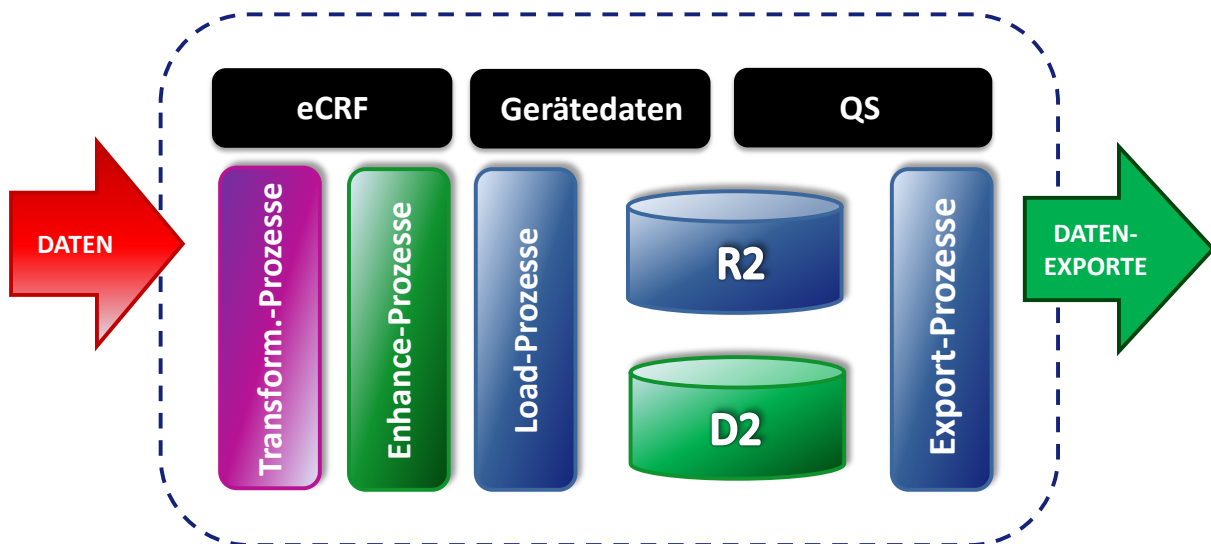 eCRF
Gerätedaten
QS
DATEN
Transform.-Prozesse
Enhance-Prozesse
Load-Prozesse
R2
D2
Export-Prozesse
DATEN-
EXPORTE